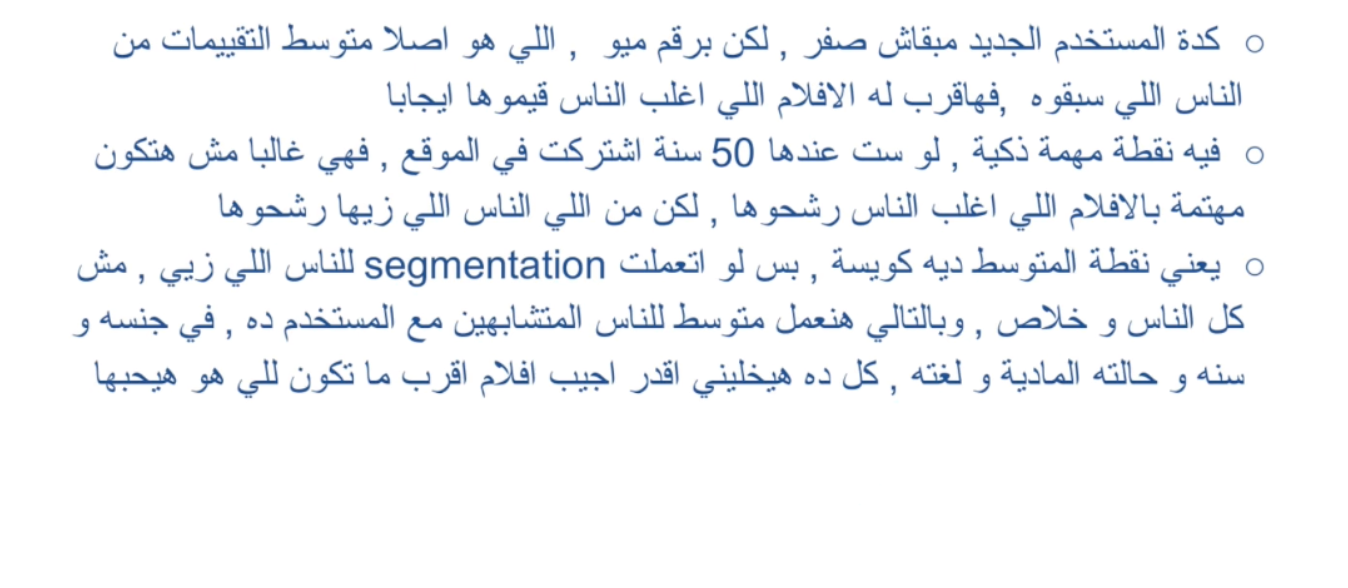 ○ كدة المستخدم الجديد مبقاش صفر , لكن برقم ميو , اللي هو اصلا متوسط التقييمات من
الناس اللي سبقوه ,فهاقرب له الافلام اللي اغلب الناس قيموها ايجابا
○ فيه نقطة مهمة ذكية , لو ست عندها 50 سنة اشتركت في الموقع , فهي غالبا مش هتكون
مهتمة بالافلام اللي اغلب الناس رشحوها , لكن من اللي الناس اللي زيها رشحوها
○ يعني نقطة المتوسط ديه كويسة , بس لو اتعملت segmentation للناس اللي زيي , مش
كل الناس و خلاص , وبالتالي هنعمل متوسط للناس المتشابهين مع المستخدم ده , في جنسه و
سنه و حالته المادية و لغته , كل ده هيخليني اقدر اجيب افلام اقرب ما تكون للي هو هيحبها